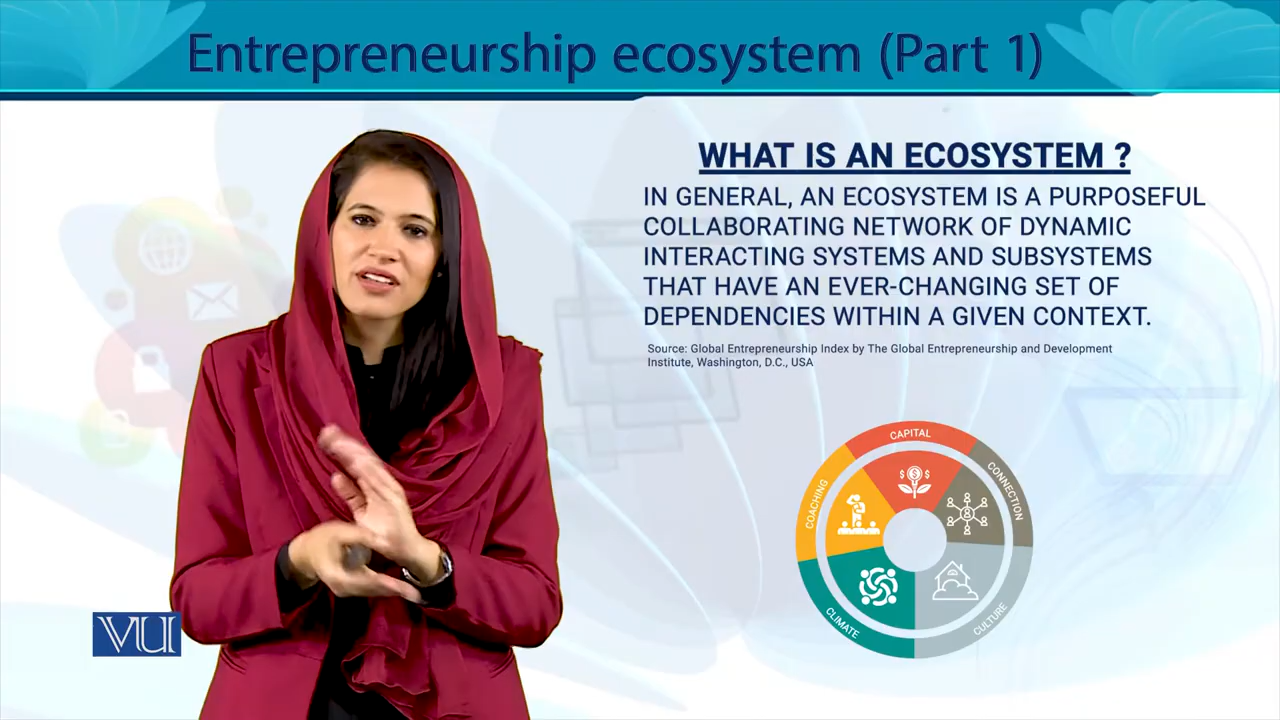 Entrepreneurship ecosystem (Part 1)
WHAT IS AN ECOSYSTEM ?
IN GENERAL, AN ECOSYSTEM IS A PURPOSEFUL
COLLABORATING NETWORK OF DYNAMIC
INTERACTING SYSTEMS AND SUBSYSTEMS
THAT HAVE AN EVER-CHANGING SET OF
DEPENDENCIES WITHIN A GIVEN CONTEXT.
Source: Global Entrepreneurship Index by The Global Entrepreneurship and Development
Institute, Washington, D.C., USA
CAPITAL
COACHING
CONNECTION
CLIMATE
CULTURE
VU